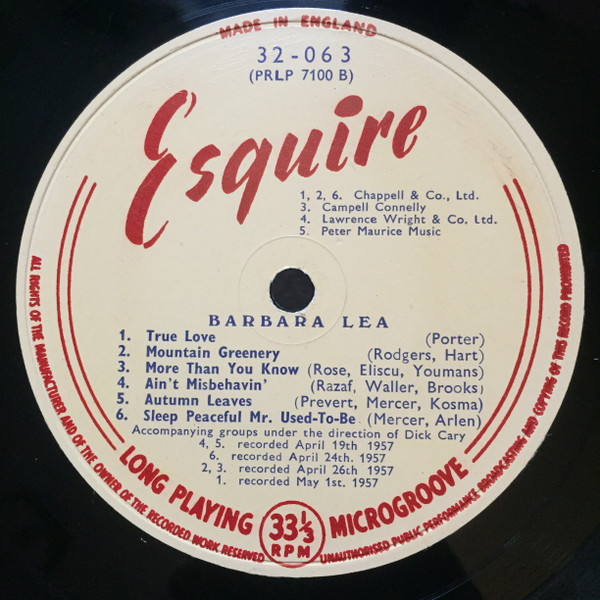 MADE IN ENGLAND
32-063
(PRLP 7100 B)
Esquire
1, 2, 6. Chappell & Co., Ltd.
3. Campell Connelly
4. Lawrence Wright & Co. Ltd.
5. Peter Maurice Music
BARBARA LEA
1. True Love (Porter)
2. Mountain Greenery (Rodgers, Hart)
3. More Than You Know (Rose, Eliscu, Youmans)
4. Ain't Misbehavin' (Razaf, Waller, Brooks)
5. Autumn Leaves (Prevert, Mercer, Kosma)
6. Sleep Peaceful Mr. Used-To-Be (Mercer, Arlen)
Accompanying groups under the direction of Dick Cary
4, 5. recorded April 19th 1957
6. recorded April 24th. 1957
2, 3. recorded April 26th 1957
1. recorded May 1st. 1957
LONG PLAYING 33⅓ RPM MICROGROOVE
ALL RIGHTS OF THE MANUFACTURER AND OF THE OWNER OF THE RECORDED WORK RESERVED
UNAUTHORISED PUBLIC PERFORMANCE BROADCASTING AND COPYING OF THIS RECORD PROHIBITED